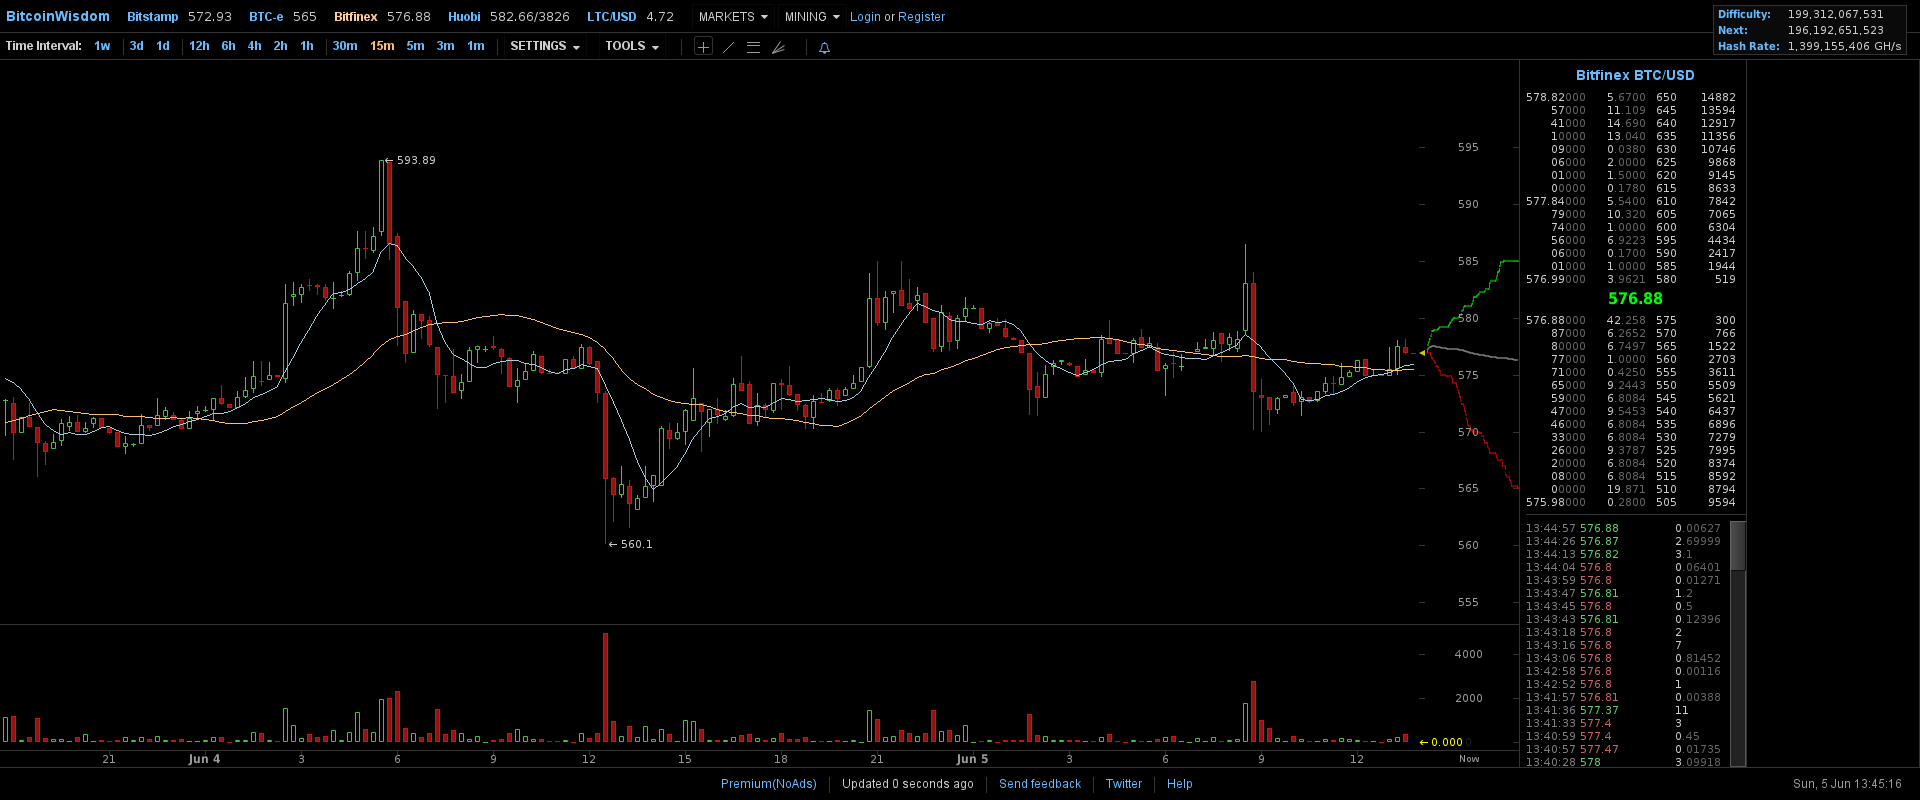 BitcoinWisdom Bitstamp 572.93 BTC-e 565 Bitfinex 576.88 Huobi 582.66/3826 LTC/USD 4.72 MARKETS MINING Login or Register
Difficulty: 199,312,067,531
Next: 196,192,651,523
Hash Rate: 1,399,155,406 GH/s
Time Interval: 1w 3d 1d 12h 6h 4h 2h 1h 30m 15m 5m 3m 1m SETTINGS TOOLS
593.89
560.1
595
590
585
580
575
570
565
560
555
4000
2000
0.000
21 Jun 4 3 6 9 12 15 18 21 Jun 5 3 6 9 12 Now
Bitfinex BTC/USD
578.82000 5.6700 650 14882
57000 11.109 645 13594
41000 14.690 640 12917
10000 13.040 635 11356
09000 0.0380 630 10746
06000 2.0000 625 9868
01000 1.5000 620 9145
00000 0.1780 615 8633
577.84000 5.5400 610 7842
79000 10.320 605 7065
74000 1.0000 600 6304
56000 6.9223 595 4434
06000 0.1700 590 2417
01000 1.0000 585 1944
576.99000 3.9621 580 519
576.88
576.88000 42.258 575 300
87000 6.2652 570 766
80000 6.7497 565 1522
77000 1.0000 560 2703
71000 0.4250 555 3611
65000 9.2443 550 5509
59000 6.8084 545 5621
47000 9.5453 540 6437
46000 6.8084 535 6896
33000 6.8084 530 7279
26000 9.3787 525 7995
20000 6.8084 520 8374
08000 6.8084 515 8592
00000 19.871 510 8794
575.98000 0.2800 505 9594
13:44:57 576.88 0.00627
13:44:26 576.87 2.69999
13:44:13 576.82 3.1
13:44:04 576.8 0.06401
13:43:59 576.8 0.01271
13:43:47 576.81 1.2
13:43:45 576.8 0.5
13:43:43 576.81 0.12396
13:43:18 576.8 2
13:43:16 576.8 7
13:43:06 576.8 0.81452
13:42:58 576.8 0.00116
13:42:52 576.8 1
13:41:57 576.81 0.00388
13:41:36 577.37 11
13:41:33 577.4 3
13:40:59 577.4 0.45
13:40:57 577.47 0.01735
13:40:28 578 3.09918
Premium(NoAds) Updated 0 seconds ago Send feedback Twitter Help
Sun, 5 Jun 13:45:16